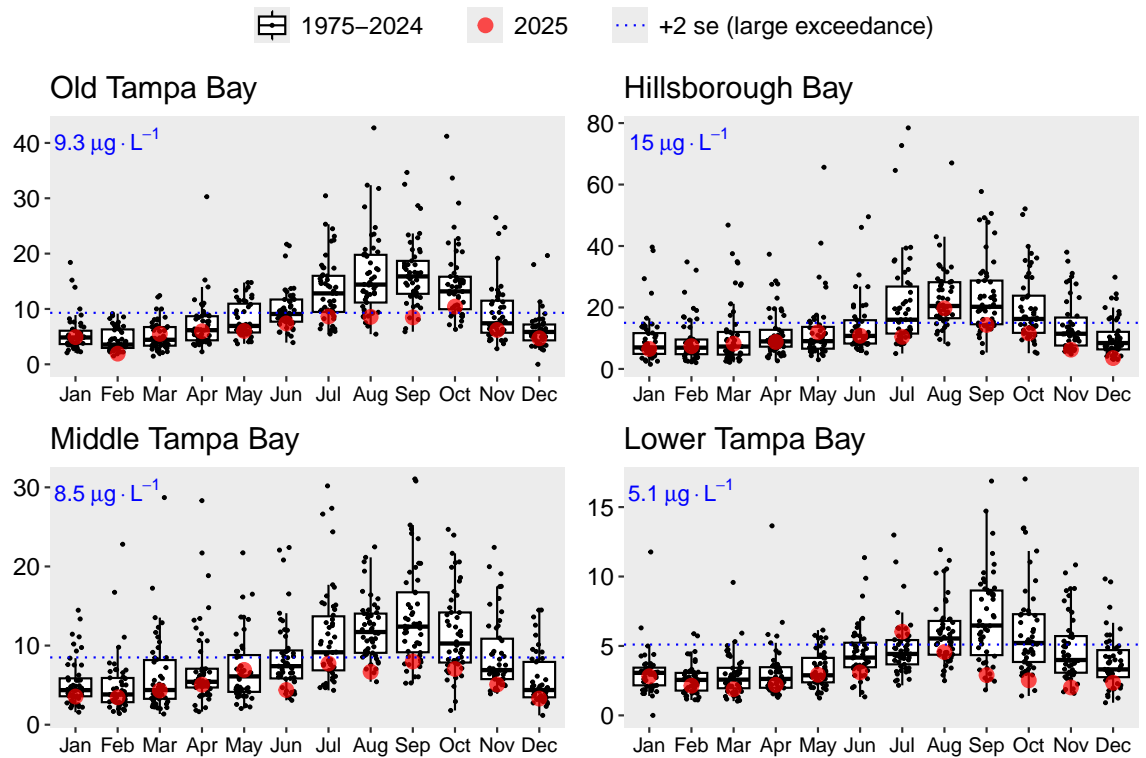 1975–2024 2025 +2 se (large exceedance)
Old Tampa Bay
9.3 μg·L⁻¹
40
30
20
10
0
Jan Feb Mar Apr May Jun Jul Aug Sep Oct Nov Dec
Hillsborough Bay
15 μg·L⁻¹
80
60
40
20
0
Jan Feb Mar Apr May Jun Jul Aug Sep Oct Nov Dec
Middle Tampa Bay
8.5 μg·L⁻¹
30
20
10
0
Jan Feb Mar Apr May Jun Jul Aug Sep Oct Nov Dec
Lower Tampa Bay
5.1 μg·L⁻¹
15
10
5
0
Jan Feb Mar Apr May Jun Jul Aug Sep Oct Nov Dec